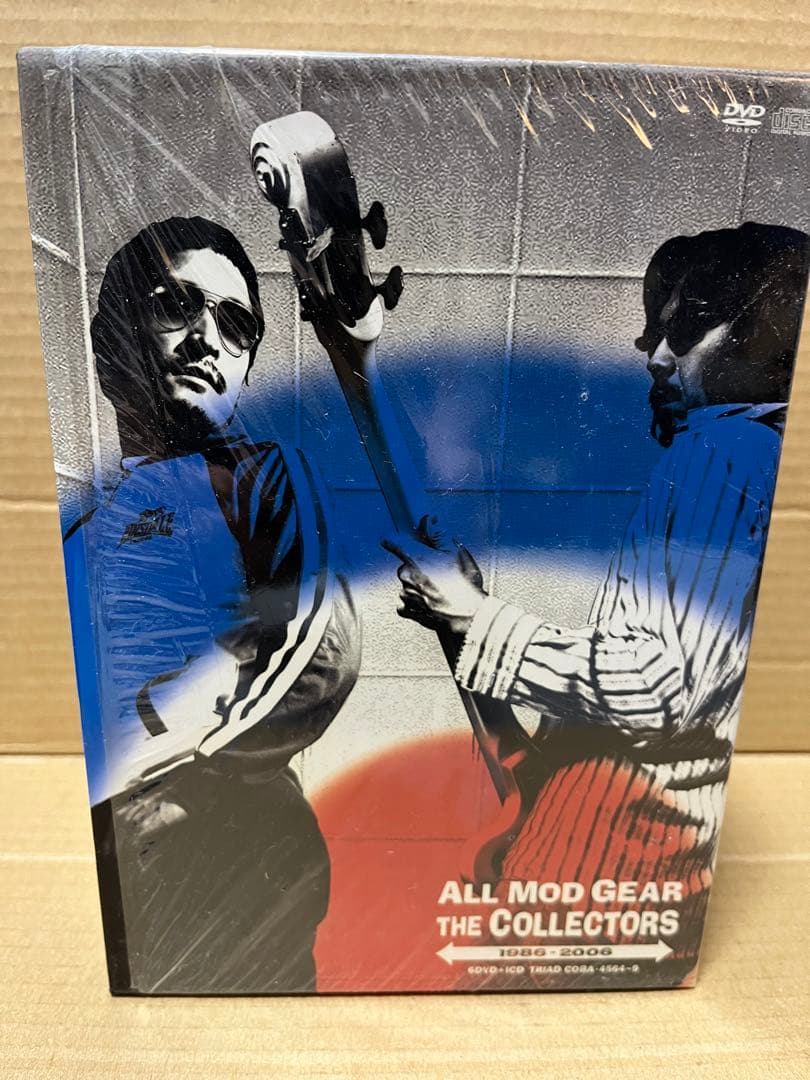 DVD
VIDEO
ALL MOD GEAR
THE COLLECTORS
1986-2006
6DVD+1CD TRIAD COBA-4564~9